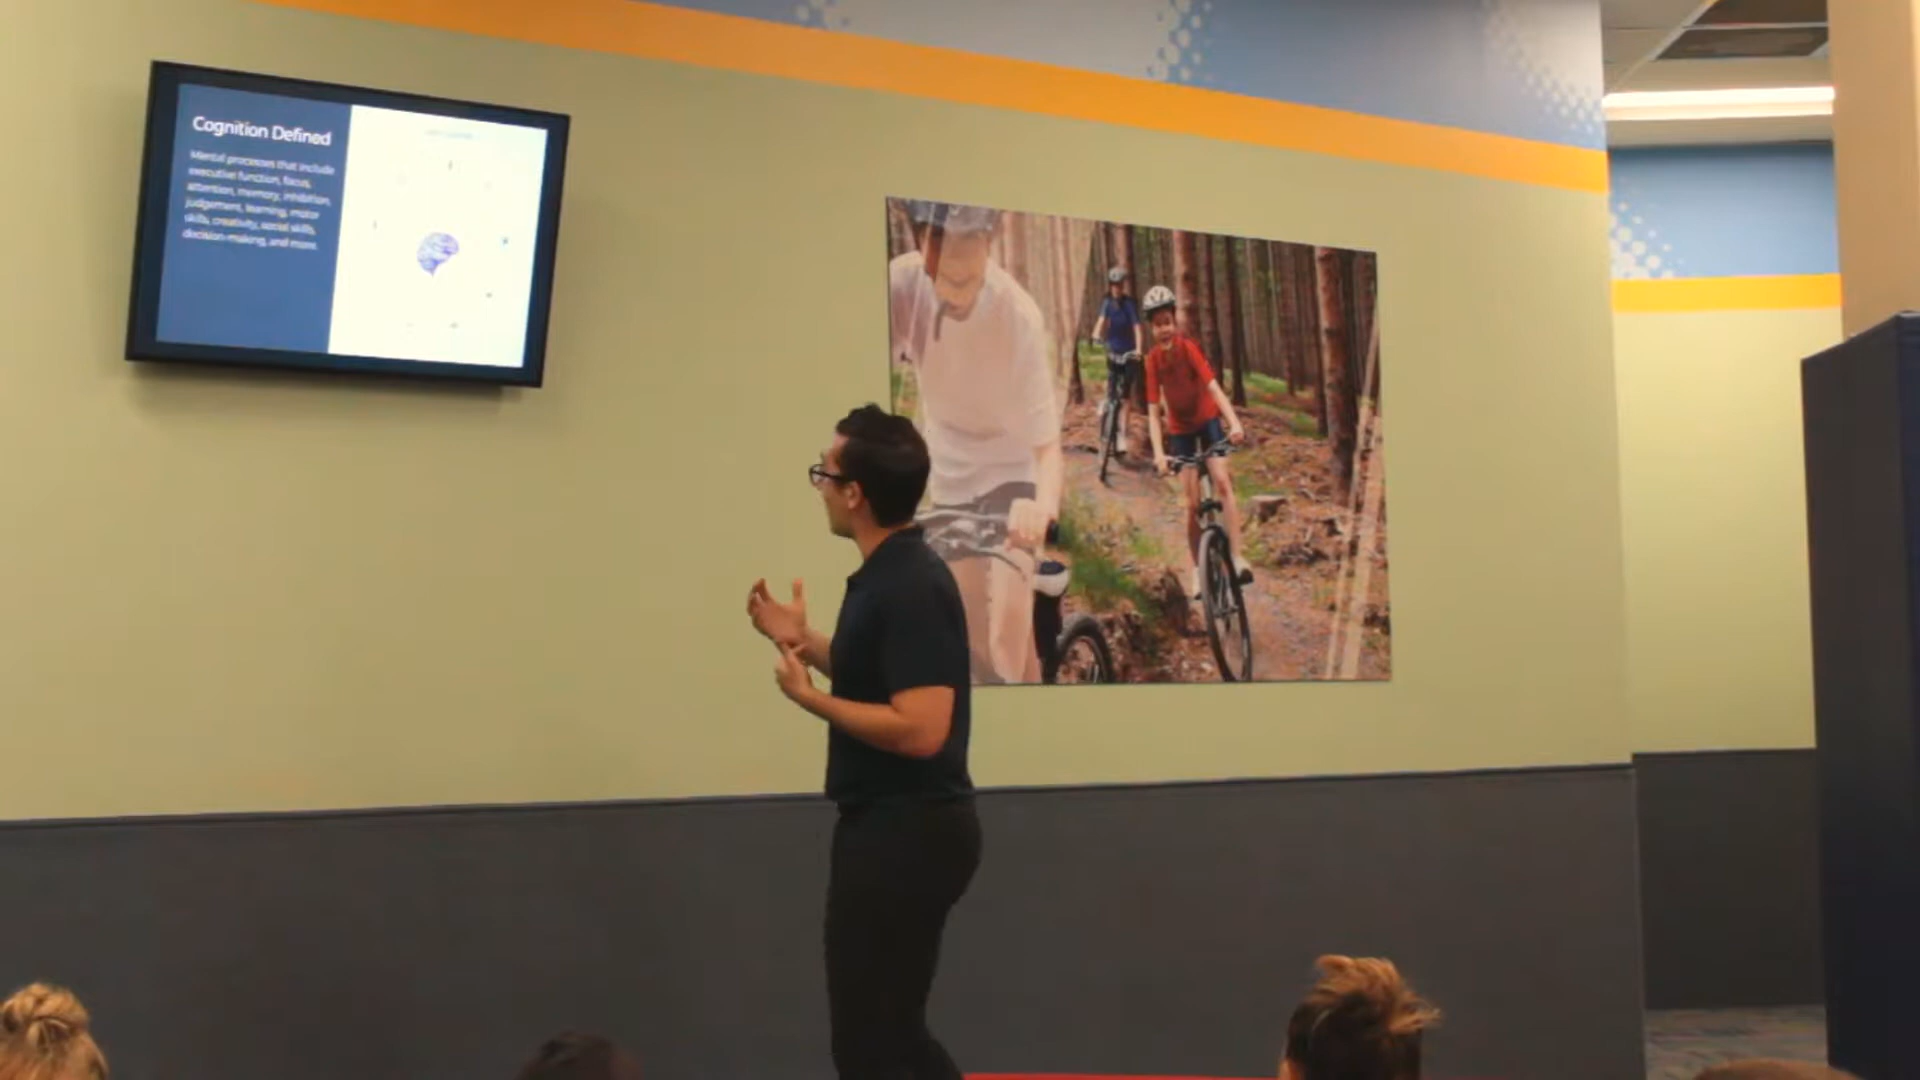 Cognition Defined
Mental processes that include
executive function, focus,
attention, memory, inhibition,
judgement, learning, motor
skills, creativity, social skills,
decision-making, and more.